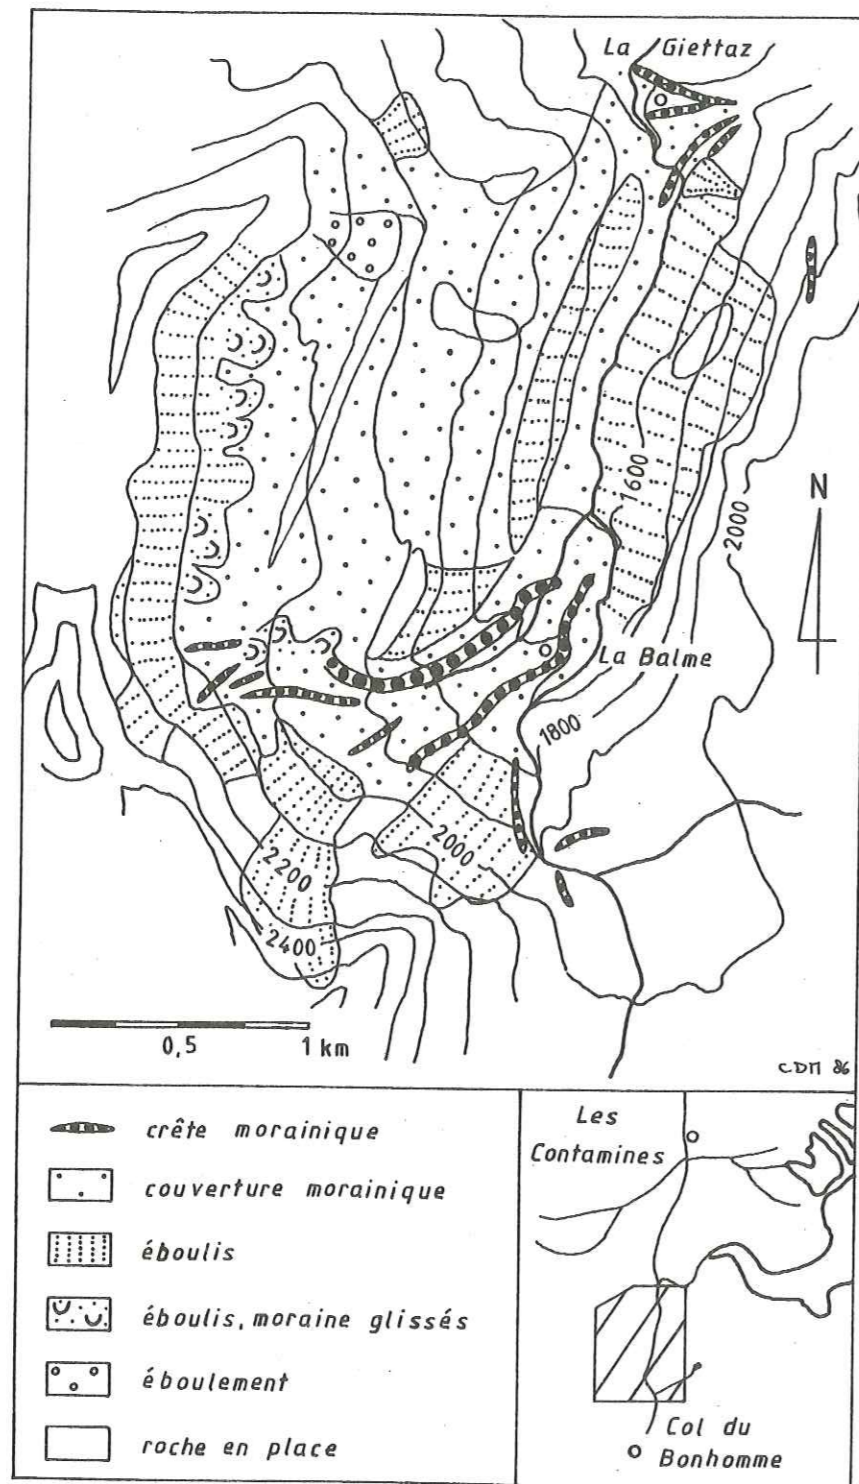 La Giettaz
1600
2000
N
La Balme
1800
2000
2200
2400
0,5
1 km
C.DM 86
crête morainique
couverture morainique
éboulis
éboulis, moraine glissés
éboulement
roche en place
Les
Contamines
Col du
Bonhomme